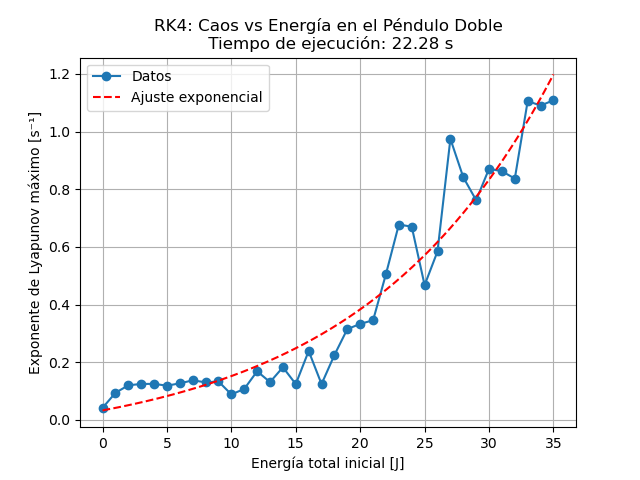 RK4: Caos vs Energía en el Péndulo Doble
Tiempo de ejecución: 22.28 s
Datos
Ajuste exponencial
Exponente de Lyapunov máximo [s⁻¹]
1.2
1.0
0.8
0.6
0.4
0.2
0.0
0 5 10 15 20 25 30 35
Energía total inicial [J]